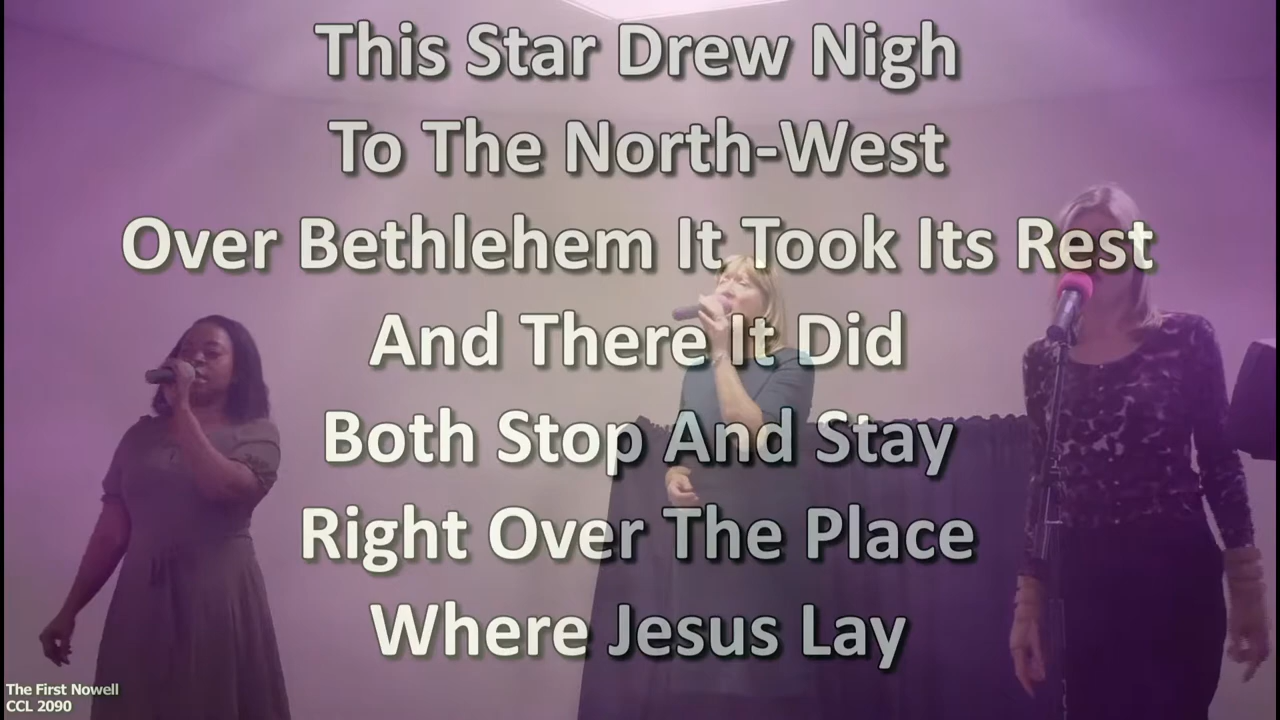 This Star Drew Nigh
To The North-West
Over Bethlehem It Took Its Rest
And There It Did
Both Stop And Stay
Right Over The Place
Where Jesus Lay
The First Nowell
CCL 2090